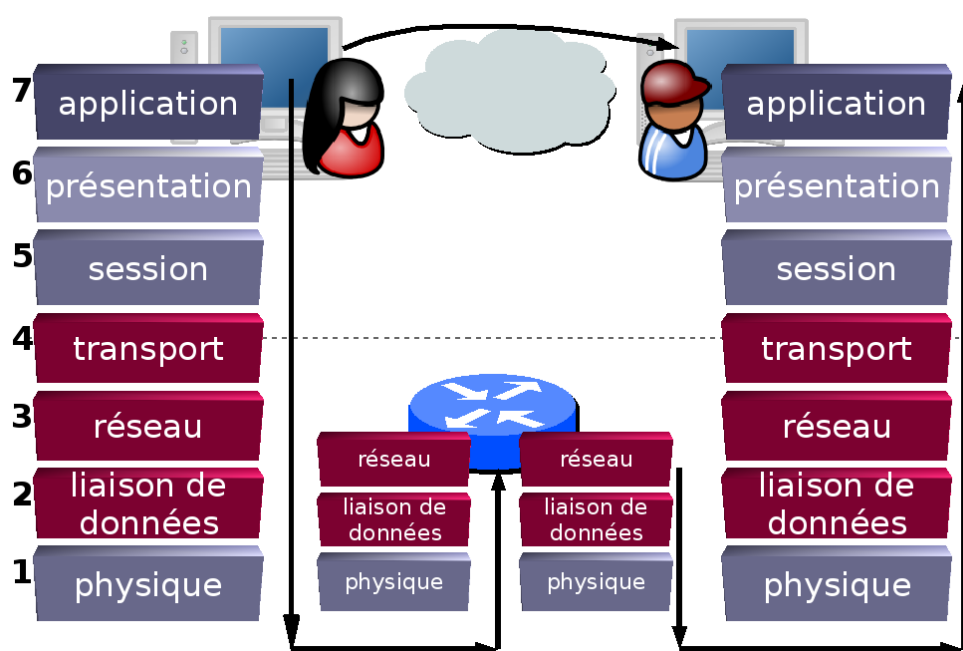 7
application
application
6
présentation
présentation
5
session
session
4
transport
transport
3
réseau
réseau
réseau
réseau
2
liaison de
données
liaison de
données
liaison de
données
liaison de
données
1
physique
physique
physique
physique